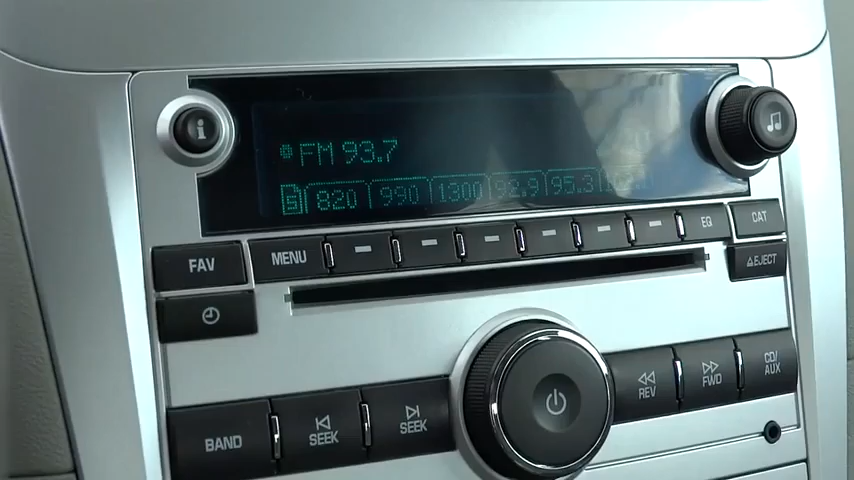 i
FM 93.7
820 990 1300 92.9 95.3
MENU EQ CAT
FAV EJECT
BAND SEEK SEEK REV FWD CD/
AUX